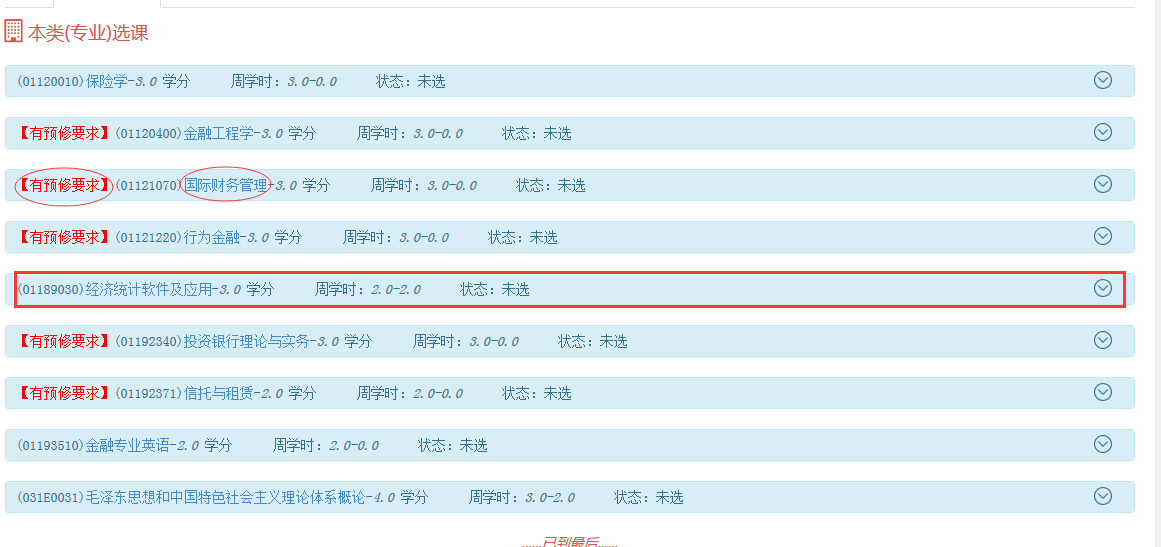 本类(专业)选课
(01120010)保险学-3.0 学分 周学时：3.0-0.0 状态：未选
【有预修要求】(01120400)金融工程学-3.0 学分 周学时：3.0-0.0 状态：未选
【有预修要求】(01121070)国际财务管理-3.0 学分 周学时：3.0-0.0 状态：未选
【有预修要求】(01121220)行为金融-3.0 学分 周学时：3.0-0.0 状态：未选
(01189030)经济统计软件及应用-3.0 学分 周学时：2.0-2.0 状态：未选
【有预修要求】(01192340)投资银行理论与实务-3.0 学分 周学时：3.0-0.0 状态：未选
【有预修要求】(01192371)信托与租赁-2.0 学分 周学时：2.0-0.0 状态：未选
(01193510)金融专业英语-2.0 学分 周学时：2.0-0.0 状态：未选
(031E0031)毛泽东思想和中国特色社会主义理论体系概论-4.0 学分 周学时：3.0-2.0 状态：未选
......已到最后......